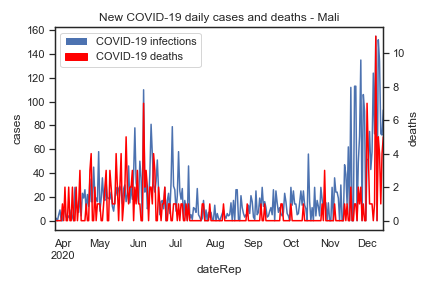 New COVID-19 daily cases and deaths - Mali
COVID-19 infections
COVID-19 deaths
160
140
120
100
80
60
40
20
0
cases
10
8
6
4
2
0
deaths
Apr May Jun Jul Aug Sep Oct Nov Dec
2020
dateRep